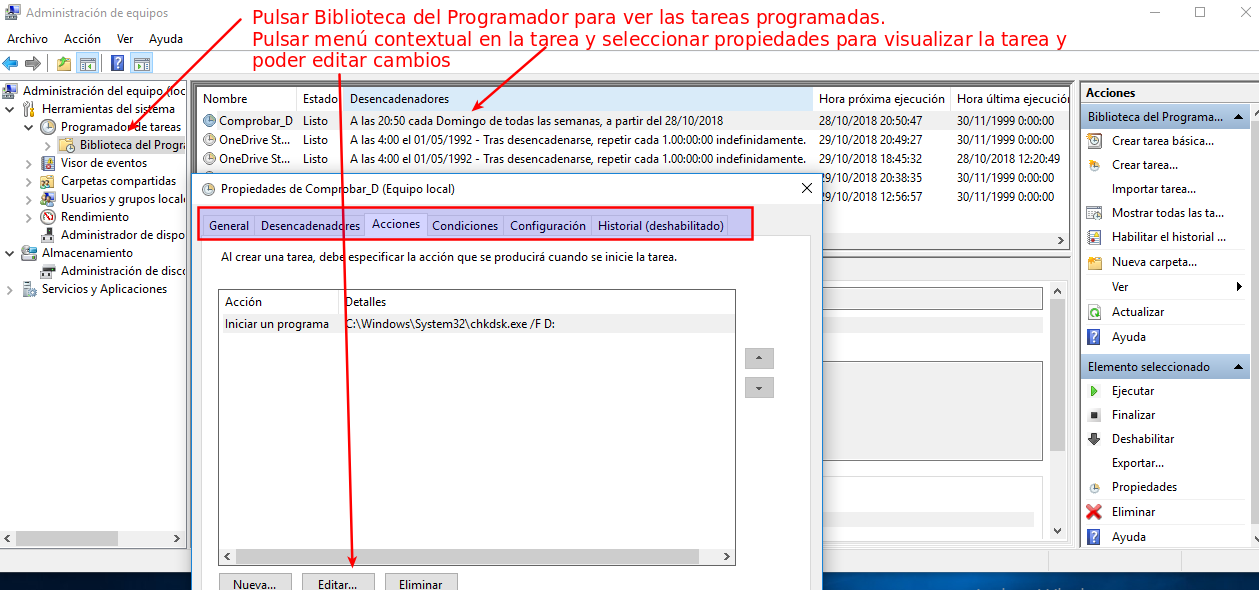 Administración de equipos
Pulsar Biblioteca del Programador para ver las tareas programadas.
Pulsar menú contextual en la tarea y seleccionar propiedades para visualizar la tarea y
poder editar cambios
Archivo Acción Ver Ayuda
Administración del equipo (loc
Herramientas del sistema
Programador de tareas
Biblioteca del Progra
Visor de eventos
Carpetas compartidas
Usuarios y grupos locale
Rendimiento
Administrador de dispo
Almacenamiento
Administración de disco
Servicios y Aplicaciones
Nombre Estado Desencadenadores Hora próxima ejecución Hora última ejecución
Comprobar_D Listo A las 20:50 cada Domingo de todas las semanas, a partir del 28/10/2018 28/10/2018 20:50:47 30/11/1999 0:00:00
OneDrive St... Listo A las 4:00 el 01/05/1992 - Tras desencadenarse, repetir cada 1.00:00:00 indefinidamente. 29/10/2018 20:49:27 30/11/1999 0:00:00
OneDrive St... Listo A las 4:00 el 01/05/1992 - Tras desencadenarse, repetir cada 1.00:00:00 indefinidamente. 29/10/2018 18:45:32 28/10/2018 12:20:49
29/10/2018 20:38:35 30/11/1999 0:00:00
29/10/2018 12:56:57 30/11/1999 0:00:00
Propiedades de Comprobar_D (Equipo local)
General Desencadenadores Acciones Condiciones Configuración Historial (deshabilitado)
Al crear una tarea, debe especificar la acción que se producirá cuando se inicie la tarea.
Acción Detalles
Iniciar un programa C:\Windows\System32\chkdsk.exe /F D:
Nueva... Editar... Eliminar
Acciones
Biblioteca del Programa...
Crear tarea básica...
Crear tarea...
Importar tarea...
Mostrar todas las ta...
Habilitar el historial ...
Nueva carpeta...
Ver
Actualizar
Ayuda
Elemento seleccionado
Ejecutar
Finalizar
Deshabilitar
Exportar...
Propiedades
Eliminar
Ayuda